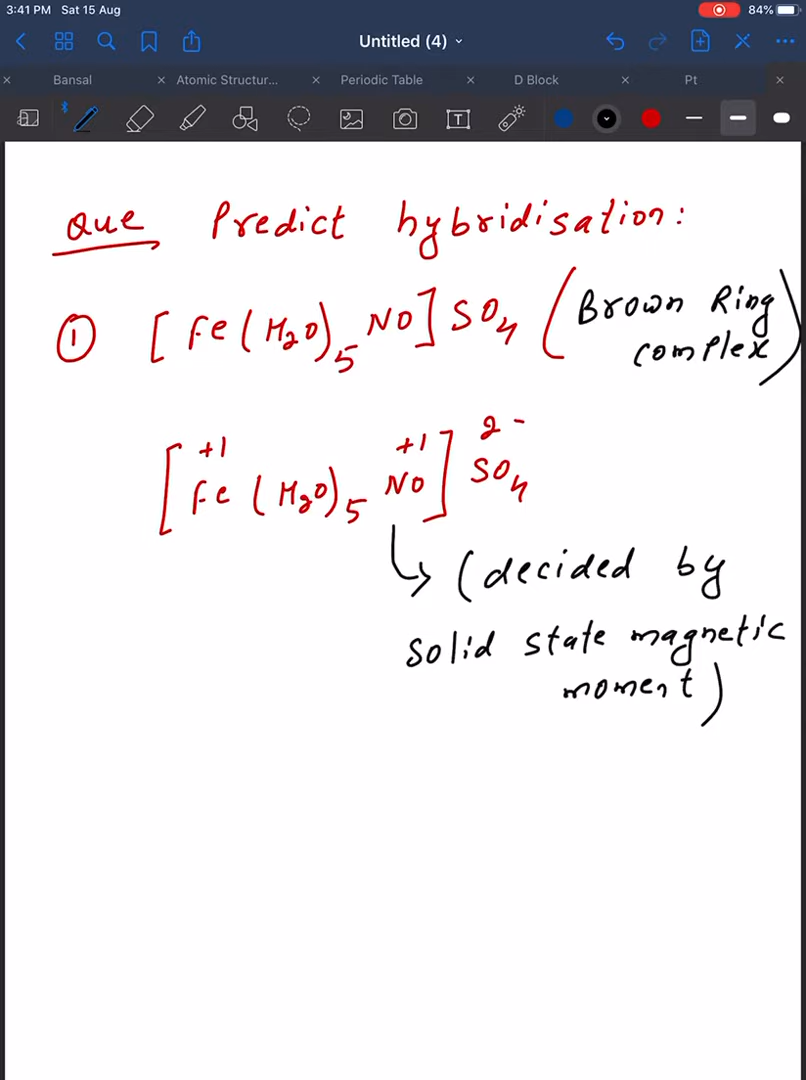 3:41 PM Sat 15 Aug 84%
Untitled (4)
Bansal Atomic Structur... Periodic Table D Block Pt
Que Predict hybridisation:
① [Fe(H₂O)₅NO]SO₄ (Brown Ring
complex)
+1 +1 2-
[Fe(H₂O)₅NO]SO₄
↳ (decided by
solid state magnetic
moment)